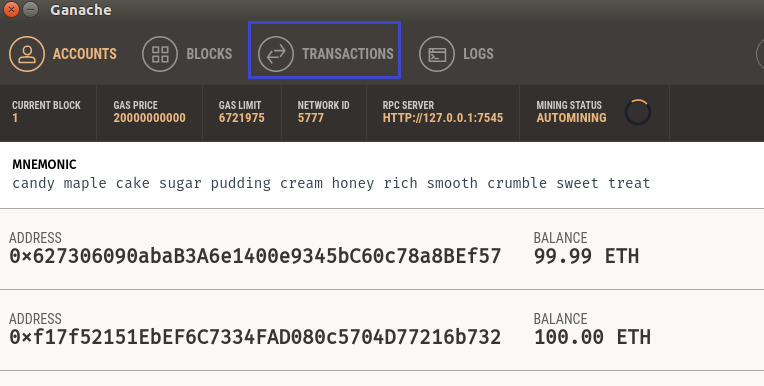 Ganache
ACCOUNTS BLOCKS TRANSACTIONS LOGS
CURRENT BLOCK GAS PRICE GAS LIMIT NETWORK ID RPC SERVER MINING STATUS
1 20000000000 6721975 5777 HTTP://127.0.0.1:7545 AUTOMINING
MNEMONIC
candy maple cake sugar pudding cream honey rich smooth crumble sweet treat
ADDRESS BALANCE
0x627306090abaB3A6e1400e9345bC60c78a8BEf57 99.99 ETH
ADDRESS BALANCE
0xf17f52151EbEF6C7334FAD080c5704D77216b732 100.00 ETH